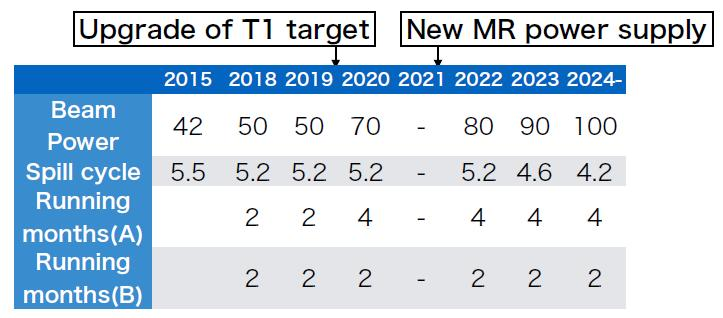 Upgrade of T1 target New MR power supply
2015 2018 2019 2020 2021 2022 2023 2024-
Beam Power 42 50 50 70 - 80 90 100
Spill cycle 5.5 5.2 5.2 5.2 - 5.2 4.6 4.2
Running months(A) 2 2 4 - 4 4 4
Running months(B) 2 2 2 - 2 2 2